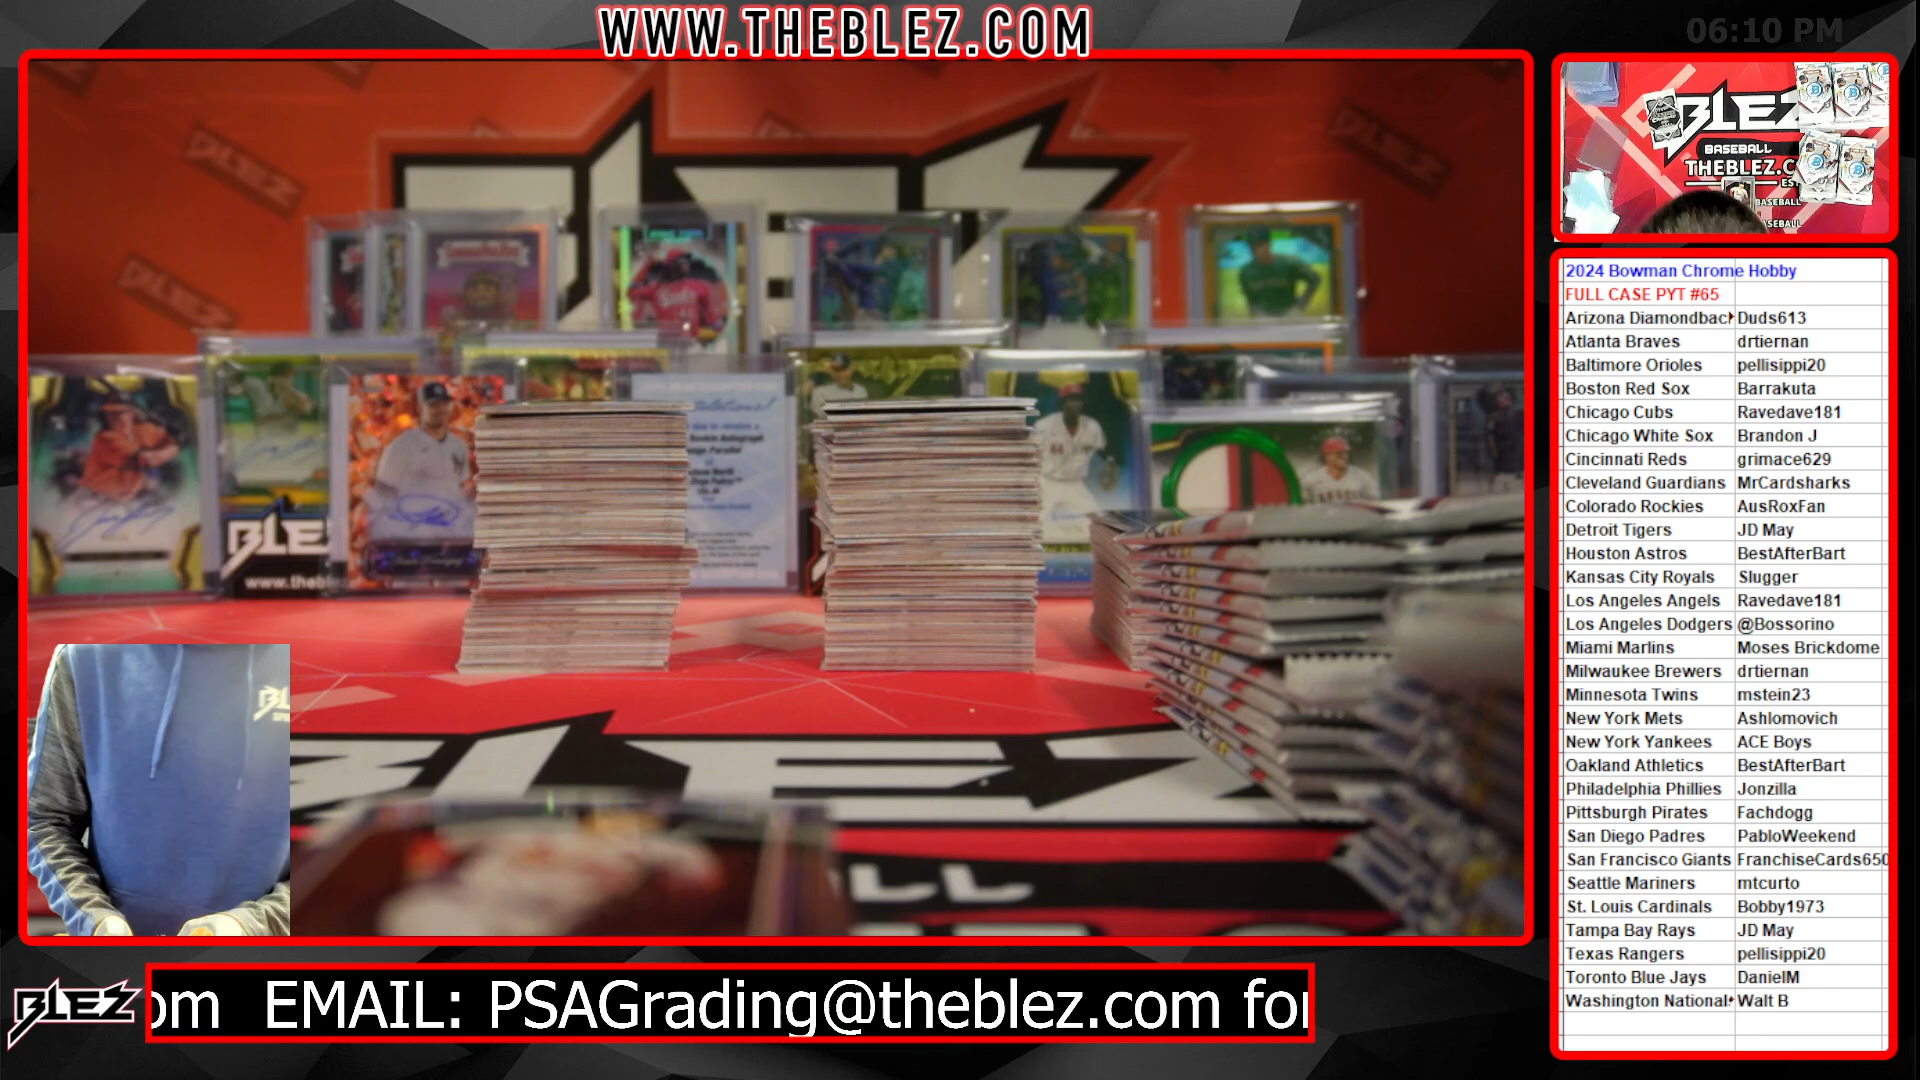 WWW.THEBLEZ.COM
06:10 PM
BLEZ
BASEBALL
THEBLEZ.C
BASEBALL
2024 Bowman Chrome Hobby
FULL CASE PYT #65
Arizona Diamondback Duds613
Atlanta Braves drtiernan
Baltimore Orioles pellisippi20
Boston Red Sox Barrakuta
Chicago Cubs Ravedave181
Chicago White Sox Brandon J
Cincinnati Reds grimace629
Cleveland Guardians MrCardsharks
Colorado Rockies AusRoxFan
Detroit Tigers JD May
Houston Astros BestAfterBart
Kansas City Royals Slugger
Los Angeles Angels Ravedave181
Los Angeles Dodgers @Bossorino
Miami Marlins Moses Brickdome
Milwaukee Brewers drtiernan
Minnesota Twins mstein23
New York Mets Ashlomovich
New York Yankees ACE Boys
Oakland Athletics BestAfterBart
Philadelphia Phillies Jonzilla
Pittsburgh Pirates Fachdogg
San Diego Padres PabloWeekend
San Francisco Giants FranchiseCards650
Seattle Mariners mtcurto
St. Louis Cardinals Bobby1973
Tampa Bay Rays JD May
Texas Rangers pellisippi20
Toronto Blue Jays DanielM
Washington National Walt B
BLEZ
om EMAIL: PSAGrading@theblez.com for